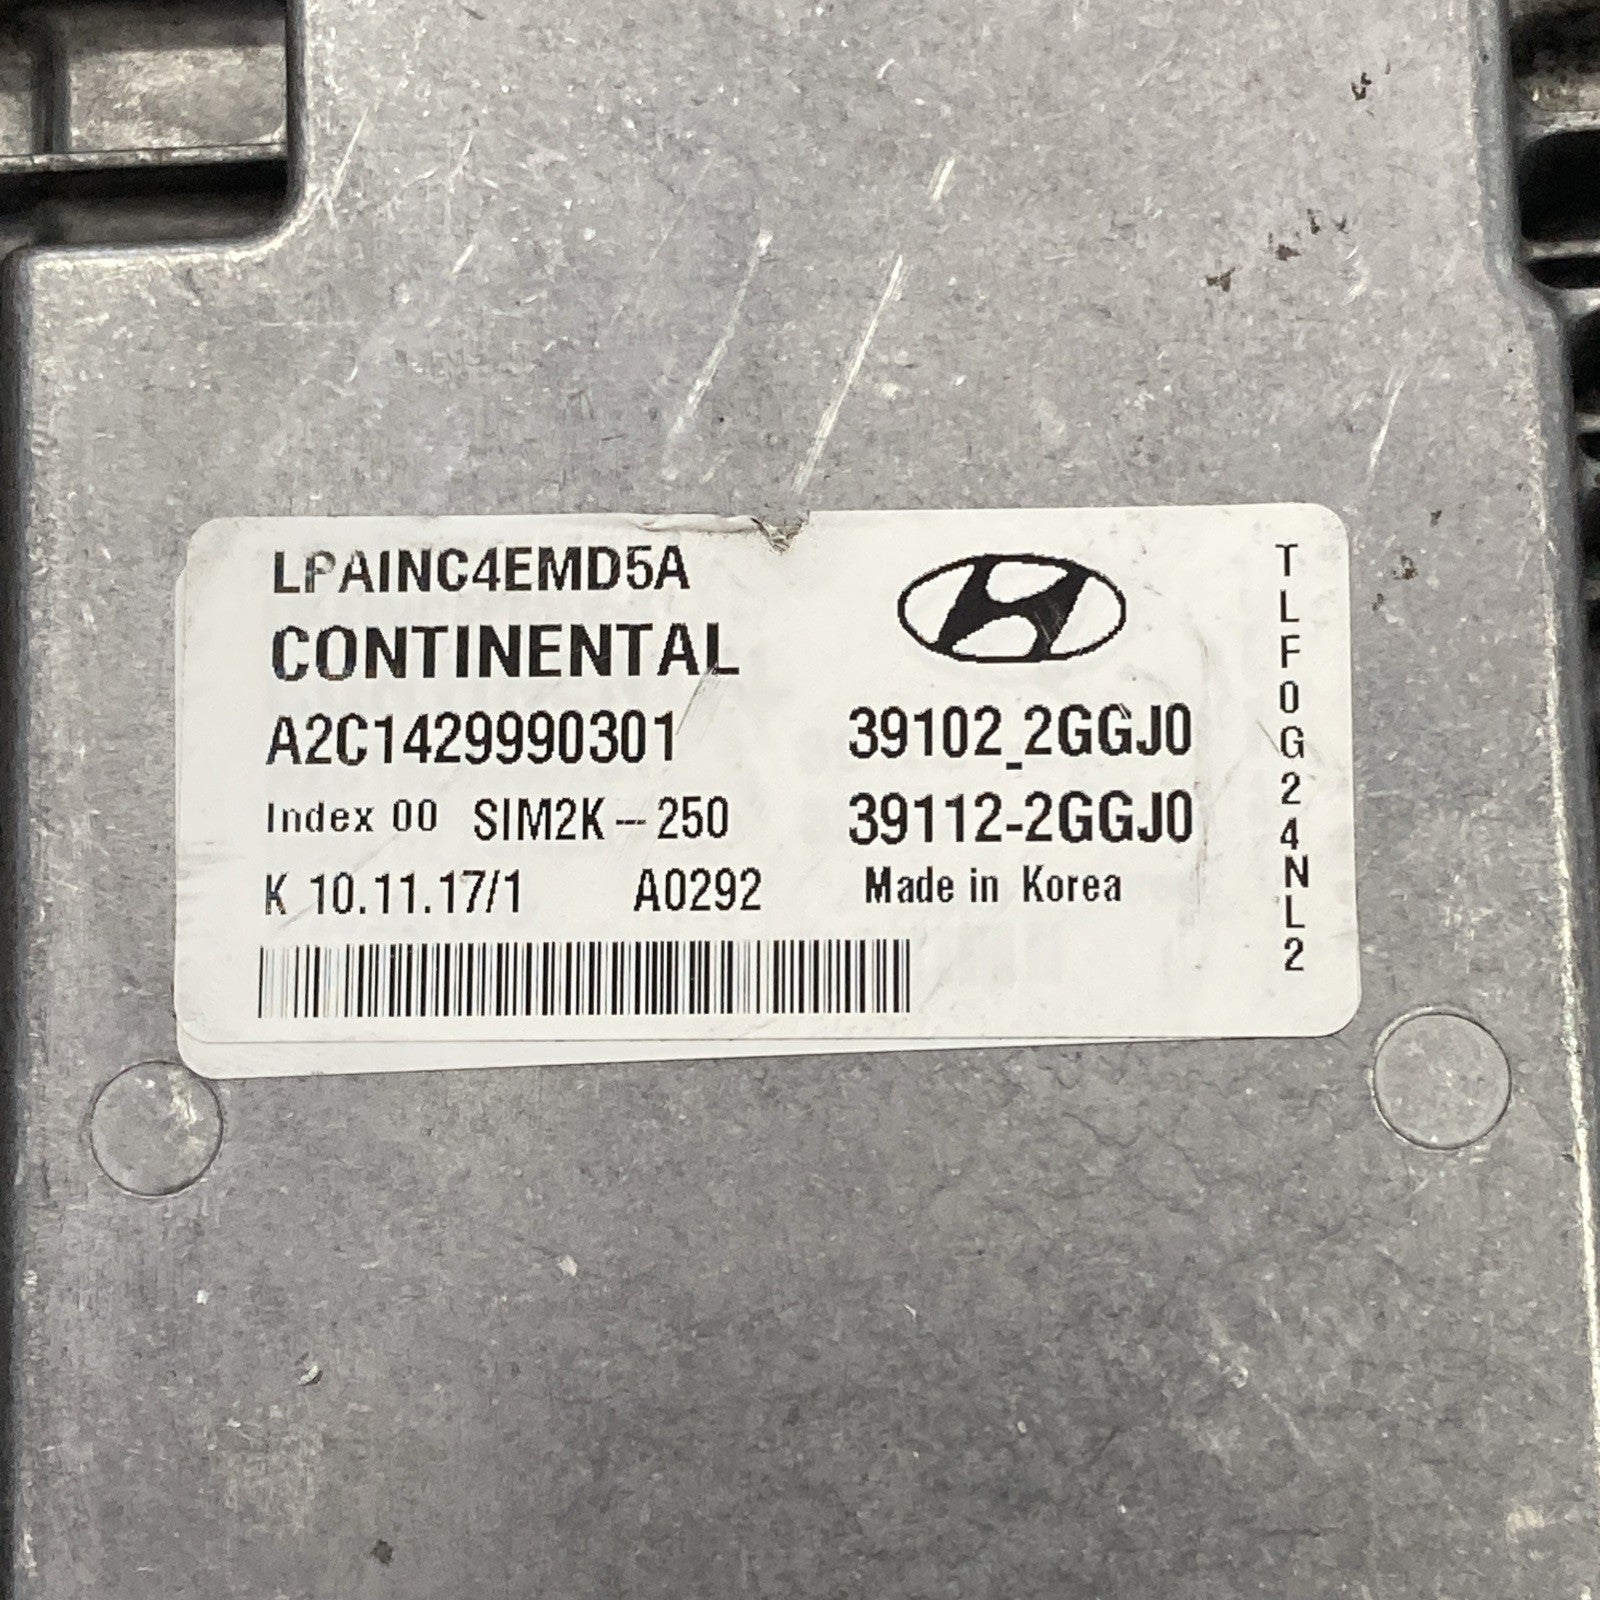 LPAINC4EMD5A
CONTINENTAL
A2C1429990301
39102_2GGJ0
Index 00 SIM2K-250
39112-2GGJ0
K 10.11.17/1 A0292
Made in Korea
TLF0G24NL2